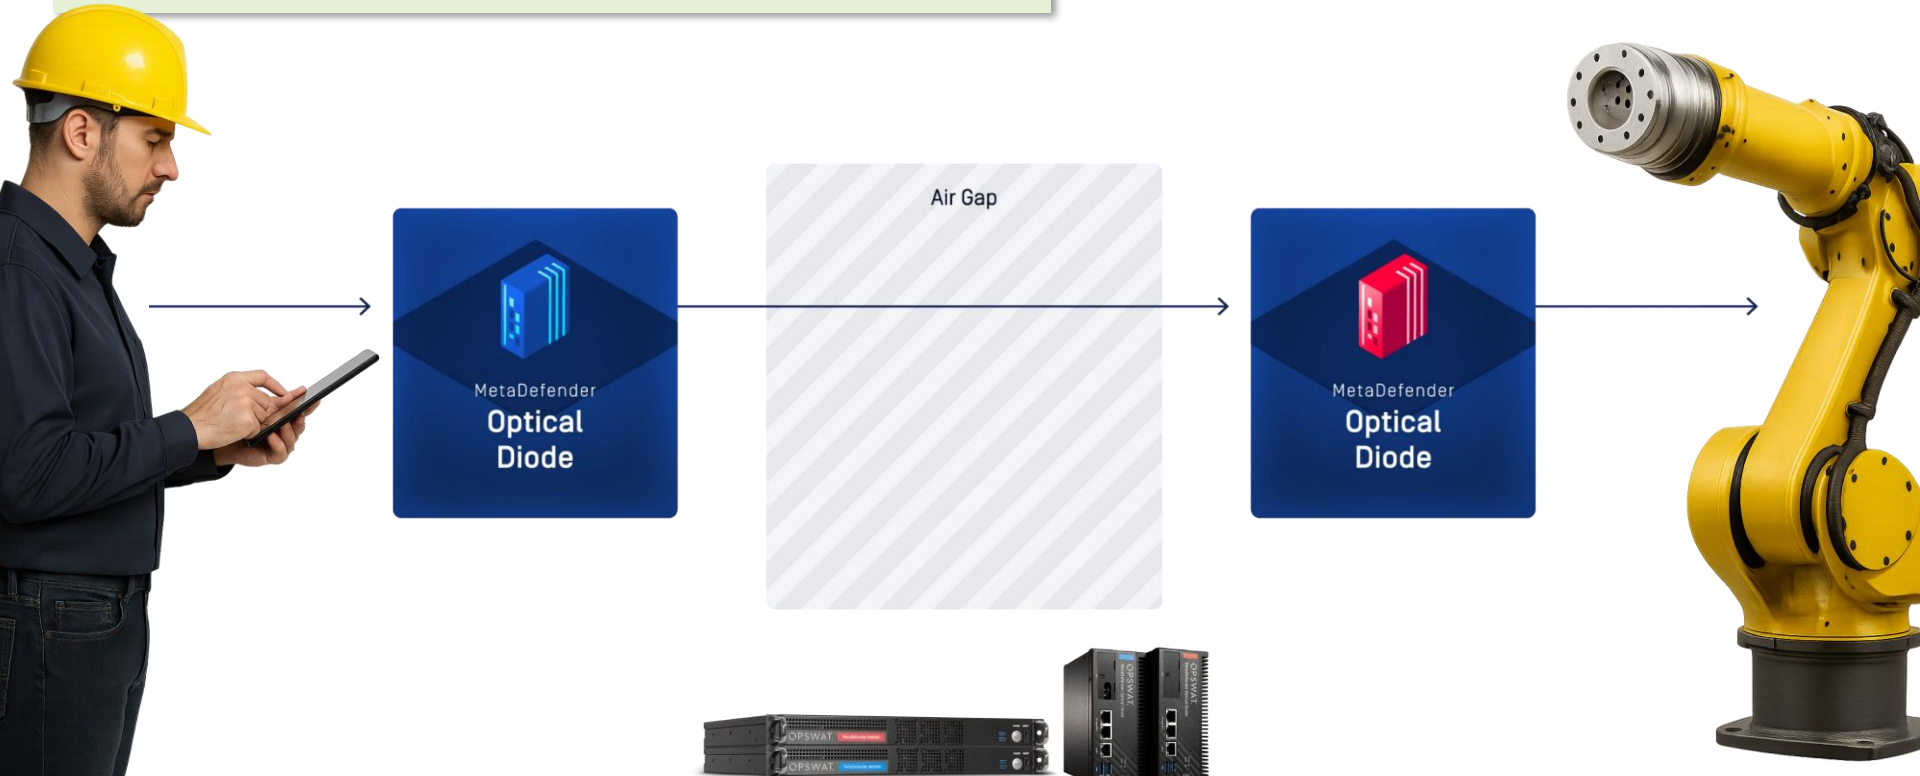 Air Gap
MetaDefender
Optical
Diode
MetaDefender
Optical
Diode
OPSWAT.
OPSWAT.
OPSWAT.
OPSWAT.